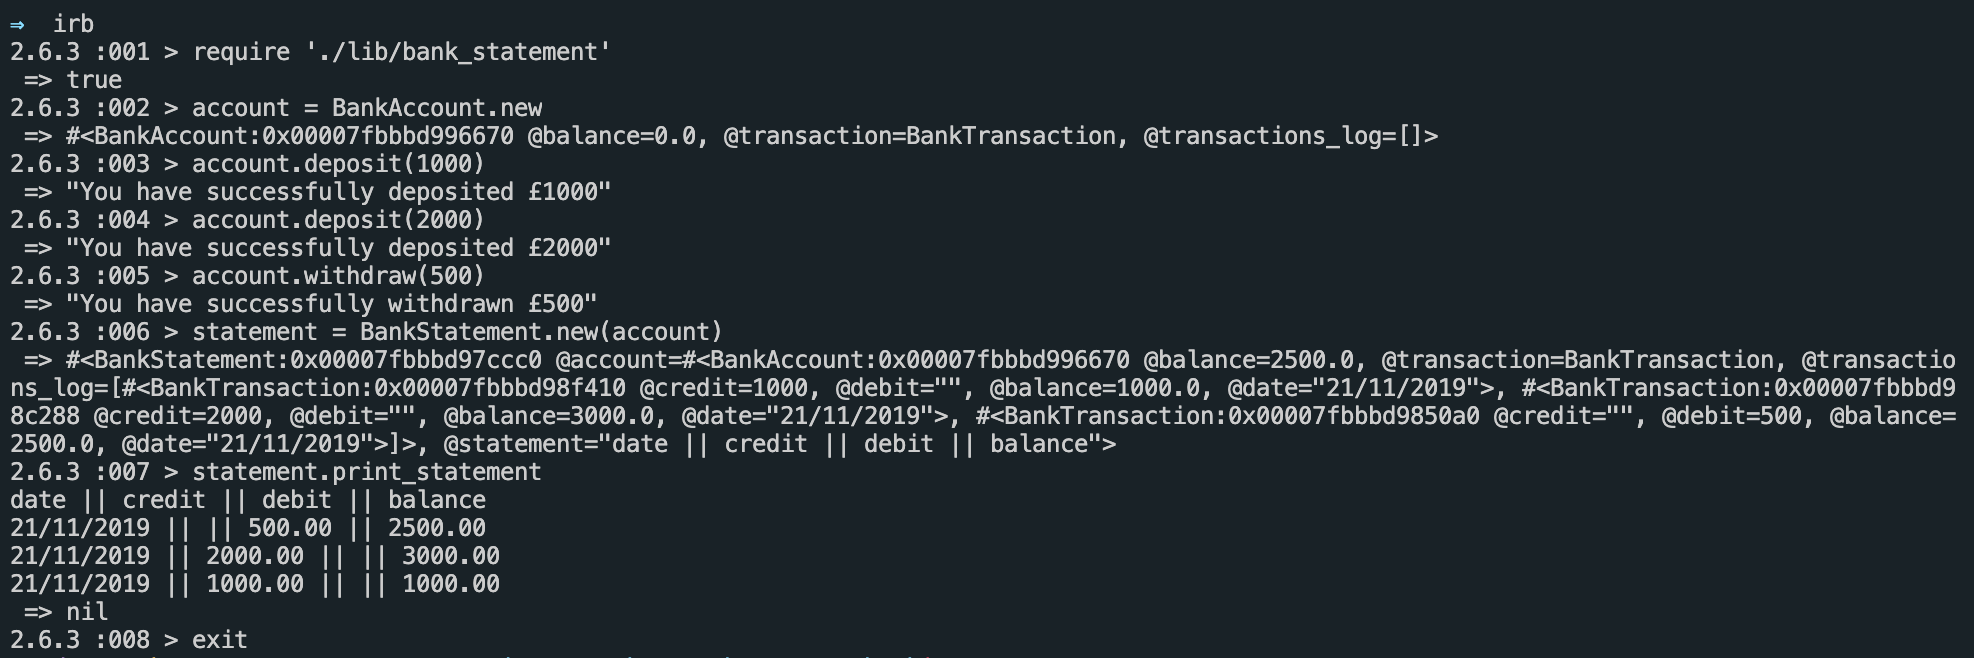 ⇒ irb
2.6.3 :001 > require './lib/bank_statement'
=> true
2.6.3 :002 > account = BankAccount.new
=> #<BankAccount:0x00007fbbbd996670 @balance=0.0, @transaction=BankTransaction, @transactions_log=[]>
2.6.3 :003 > account.deposit(1000)
=> "You have successfully deposited £1000"
2.6.3 :004 > account.deposit(2000)
=> "You have successfully deposited £2000"
2.6.3 :005 > account.withdraw(500)
=> "You have successfully withdrawn £500"
2.6.3 :006 > statement = BankStatement.new(account)
=> #<BankStatement:0x00007fbbbd97ccc0 @account=#<BankAccount:0x00007fbbbd996670 @balance=2500.0, @transaction=BankTransaction, @transactio
ns_log=[#<BankTransaction:0x00007fbbbd98f410 @credit=1000, @debit="", @balance=1000.0, @date="21/11/2019">, #<BankTransaction:0x00007fbbbd9
8c288 @credit=2000, @debit="", @balance=3000.0, @date="21/11/2019">, #<BankTransaction:0x00007fbbbd9850a0 @credit="", @debit=500, @balance=
2500.0, @date="21/11/2019">]>, @statement="date || credit || debit || balance">
2.6.3 :007 > statement.print_statement
date || credit || debit || balance
21/11/2019 || || 500.00 || 2500.00
21/11/2019 || 2000.00 || || 3000.00
21/11/2019 || 1000.00 || || 1000.00
=> nil
2.6.3 :008 > exit